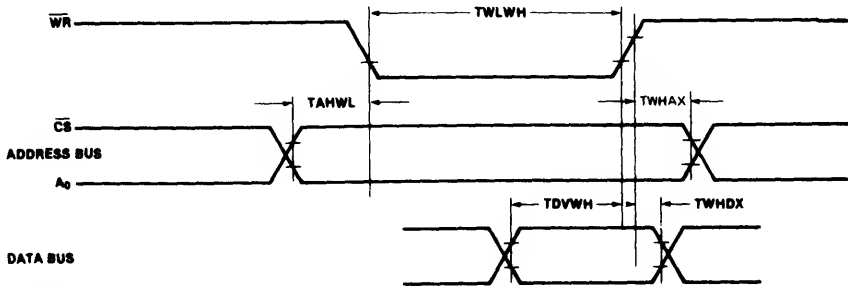 WR
TWLWH
TAHWL
TWHAX
CS
ADDRESS BUS
A0
TDVWH
TWHDX
DATA BUS